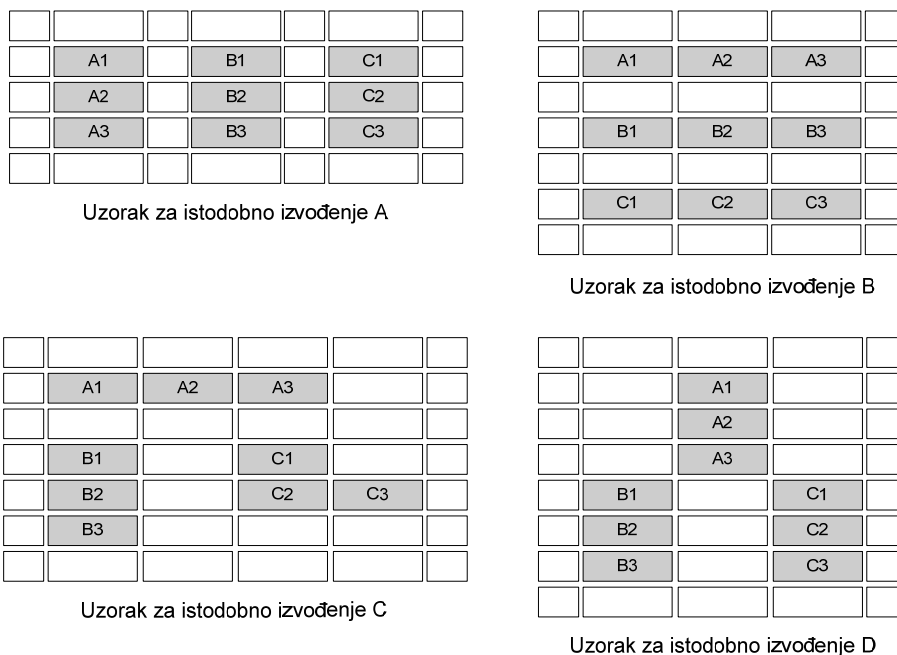 A1 B1 C1
A2 B2 C2
A3 B3 C3
Uzorak za istodobno izvođenje A
A1 A2 A3
B1 B2 B3
C1 C2 C3
Uzorak za istodobno izvođenje B
A1 A2 A3
B1 C1
B2 C2 C3
B3
Uzorak za istodobno izvođenje C
A1
A2
A3
B1 C1
B2 C2
B3 C3
Uzorak za istodobno izvođenje D